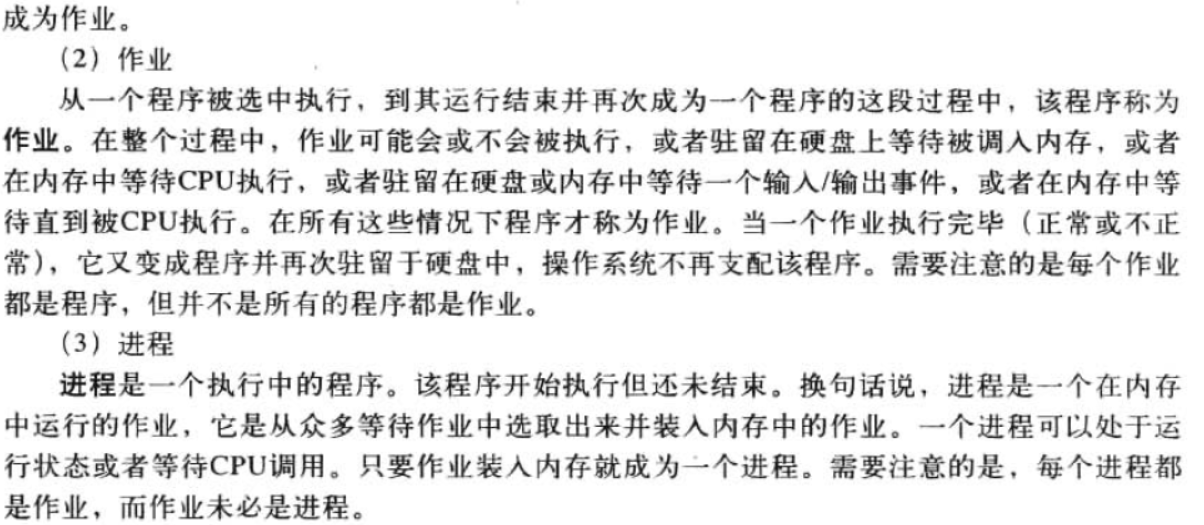 成为作业。
（2）作业
从一个程序被选中执行，到其运行结束并再次成为一个程序的这段过程中，该程序称为
作业。在整个过程中，作业可能会或不会被执行，或者驻留在硬盘上等待被调入内存，或者
在内存中等待CPU执行，或者驻留在硬盘或内存中等待一个输入/输出事件，或者在内存中等
待直到被CPU执行。在所有这些情况下程序才称为作业。当一个作业执行完毕（正常或不正
常），它又变成程序并再次驻留于硬盘中，操作系统不再支配该程序。需要注意的是每个作业
都是程序，但并不是所有的程序都是作业。
（3）进程
进程是一个执行中的程序。该程序开始执行但还未结束。换句话说，进程是一个在内存
中运行的作业，它是从众多等待作业中选取出来并装入内存中的作业。一个进程可以处于运
行状态或者等待CPU调用。只要作业装入内存就成为一个进程。需要注意的是，每个进程都
是作业，而作业未必是进程。